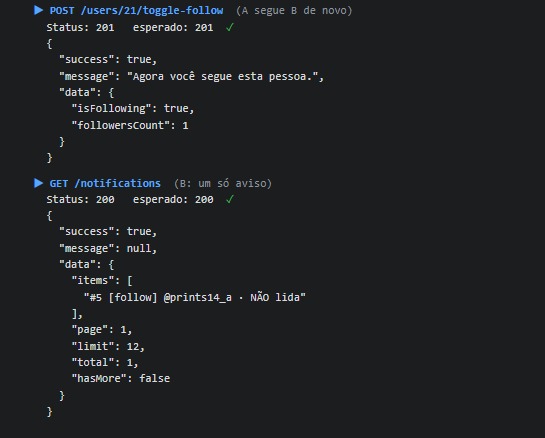 ▶ POST /users/21/toggle-follow (A segue B de novo)
Status: 201 esperado: 201 ✓
{
"success": true,
"message": "Agora você segue esta pessoa.",
"data": {
"isFollowing": true,
"followersCount": 1
}
}
▶ GET /notifications (B: um só aviso)
Status: 200 esperado: 200 ✓
{
"success": true,
"message": null,
"data": {
"items": [
"#5 [follow] @prints14_a · NÃO lida"
],
"page": 1,
"limit": 12,
"total": 1,
"hasMore": false
}
}